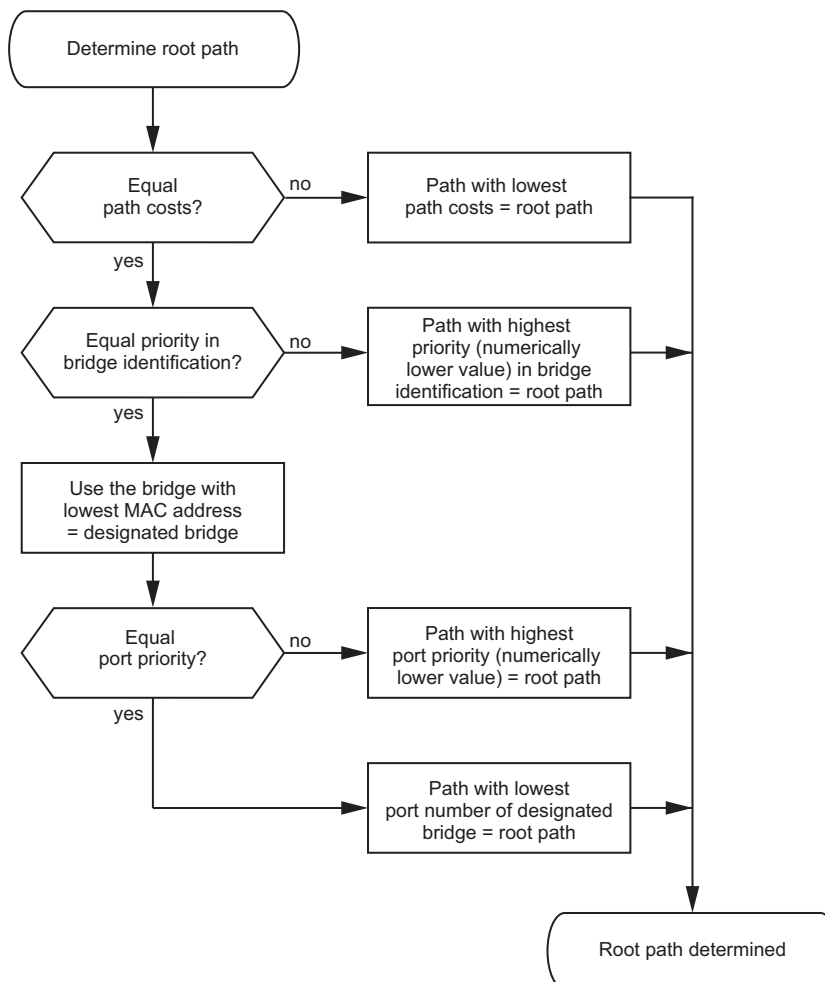 Determine root path
Equal
path costs?
no
Path with lowest
path costs = root path
yes
Equal priority in
bridge identification?
no
Path with highest
priority (numerically
lower value) in bridge
identification = root path
yes
Use the bridge with
lowest MAC address
= designated bridge
Equal
port priority?
no
Path with highest
port priority (numerically
lower value) = root path
yes
Path with lowest
port number of designated
bridge = root path
Root path determined